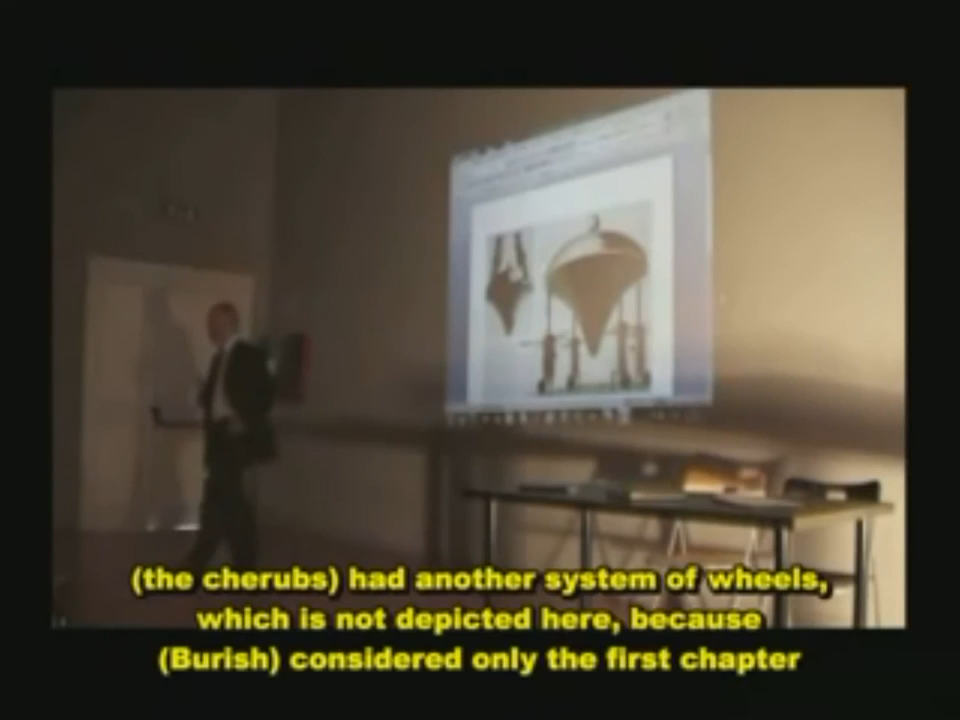 (the cherubs) had another system of wheels,
which is not depicted here, because
(Burish) considered only the first chapter